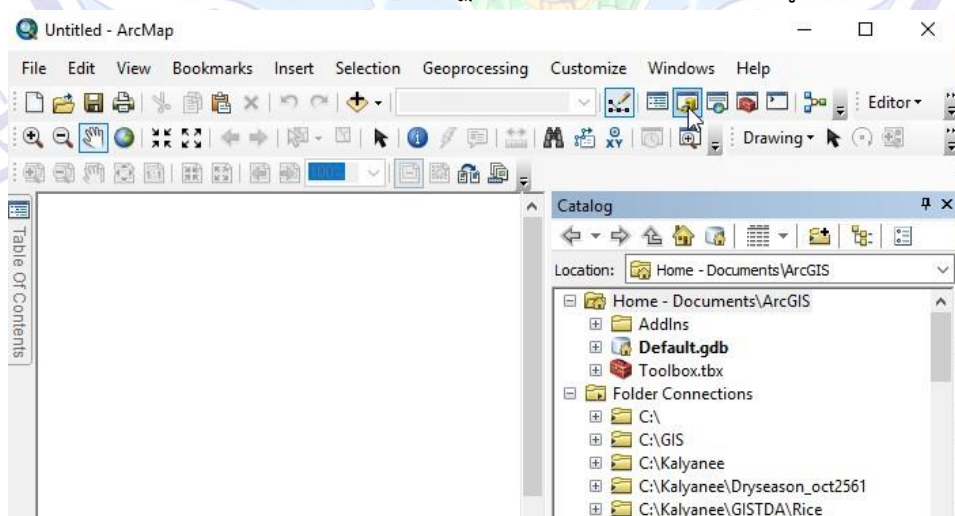 Untitled - ArcMap
File Edit View Bookmarks Insert Selection Geoprocessing Customize Windows Help
Editor
Drawing
100%
Table Of Contents
Catalog
Location: Home - Documents\ArcGIS
Home - Documents\ArcGIS
AddIns
Default.gdb
Toolbox.tbx
Folder Connections
C:\
C:\GIS
C:\Kalyanee
C:\Kalyanee\Dryseason_oct2561
C:\Kalyanee\GISTDA\Rice